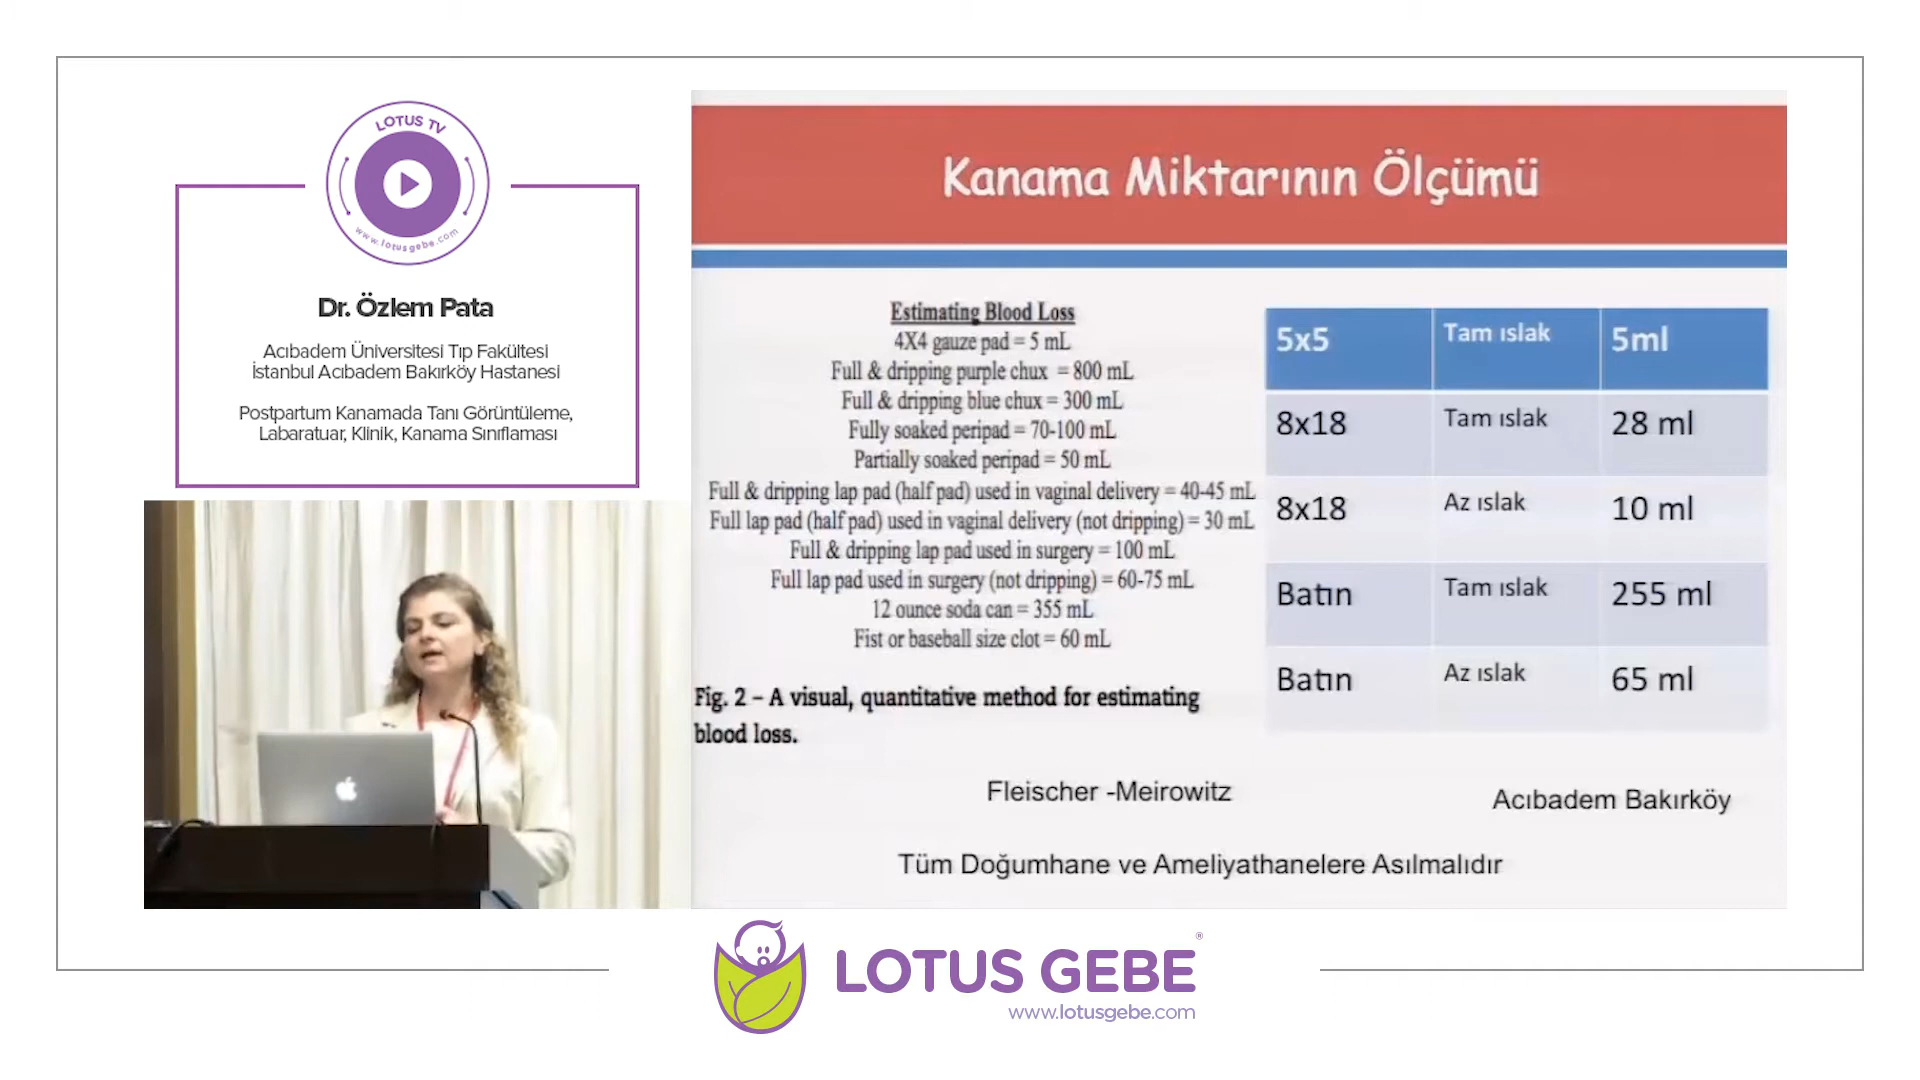 LOTUS TV
www.lotusgebe.com
Dr. Özlem Pata
Acıbadem Üniversitesi Tıp Fakültesi
İstanbul Acıbadem Bakırköy Hastanesi
Postpartum Kanamada Tanı Görüntüleme,
Labaratuar, Klinik, Kanama Sınıflaması
Kanama Miktarının Ölçümü
Estimating Blood Loss
4X4 gauze pad = 5 mL
Full & dripping purple chux = 800 mL
Full & dripping blue chux = 300 mL
Fully soaked peripad = 70-100 mL
Partially soaked peripad = 50 mL
Full & dripping lap pad (half pad) used in vaginal delivery = 40-45 mL
Full lap pad (half pad) used in vaginal delivery (not dripping) = 30 mL
Full & dripping lap pad used in surgery = 100 mL
Full lap pad used in surgery (not dripping) = 60-75 mL
12 ounce soda can = 355 mL
Fist or baseball size clot = 60 mL
Fig. 2 – A visual, quantitative method for estimating
blood loss.
Fleischer -Meirowitz
5x5 Tam ıslak 5ml
8x18 Tam ıslak 28 ml
8x18 Az ıslak 10 ml
Batın Tam ıslak 255 ml
Batın Az ıslak 65 ml
Acıbadem Bakırköy
Tüm Doğumhane ve Ameliyathanelere Asılmalıdır
LOTUS GEBE®
www.lotusgebe.com